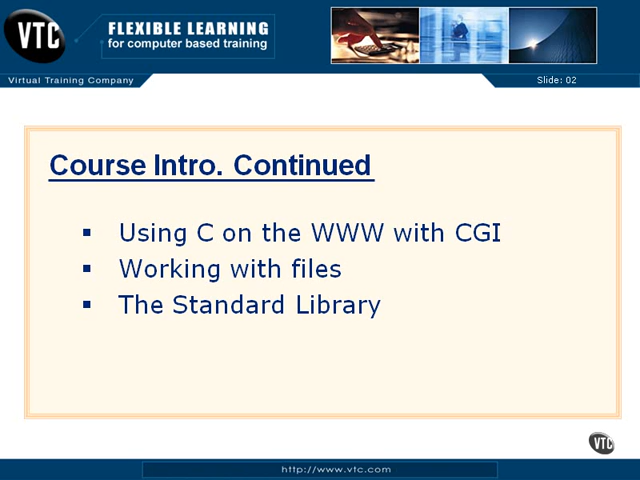 VTC
FLEXIBLE LEARNING
for computer based training
Virtual Training Company
Slide: 02
Course Intro. Continued
Using C on the WWW with CGI
Working with files
The Standard Library
VTC
http://www.vtc.com